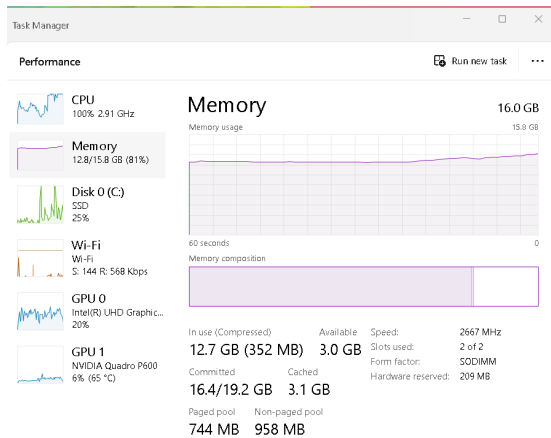 Task Manager
Performance
Run new task
CPU
100% 2.91 GHz
Memory
12.8/15.8 GB (81%)
Disk 0 (C:)
SSD
25%
Wi-Fi
Wi-Fi
S: 144 R: 568 Kbps
GPU 0
Intel(R) UHD Graphic...
20%
GPU 1
NVIDIA Quadro P600
6% (65 °C)
Memory 16.0 GB
Memory usage 15.8 GB
60 seconds 0
Memory composition
In use (Compressed) Available
12.7 GB (352 MB) 3.0 GB
Committed Cached
16.4/19.2 GB 3.1 GB
Paged pool Non-paged pool
744 MB 958 MB
Speed: 2667 MHz
Slots used: 2 of 2
Form factor: SODIMM
Hardware reserved: 209 MB